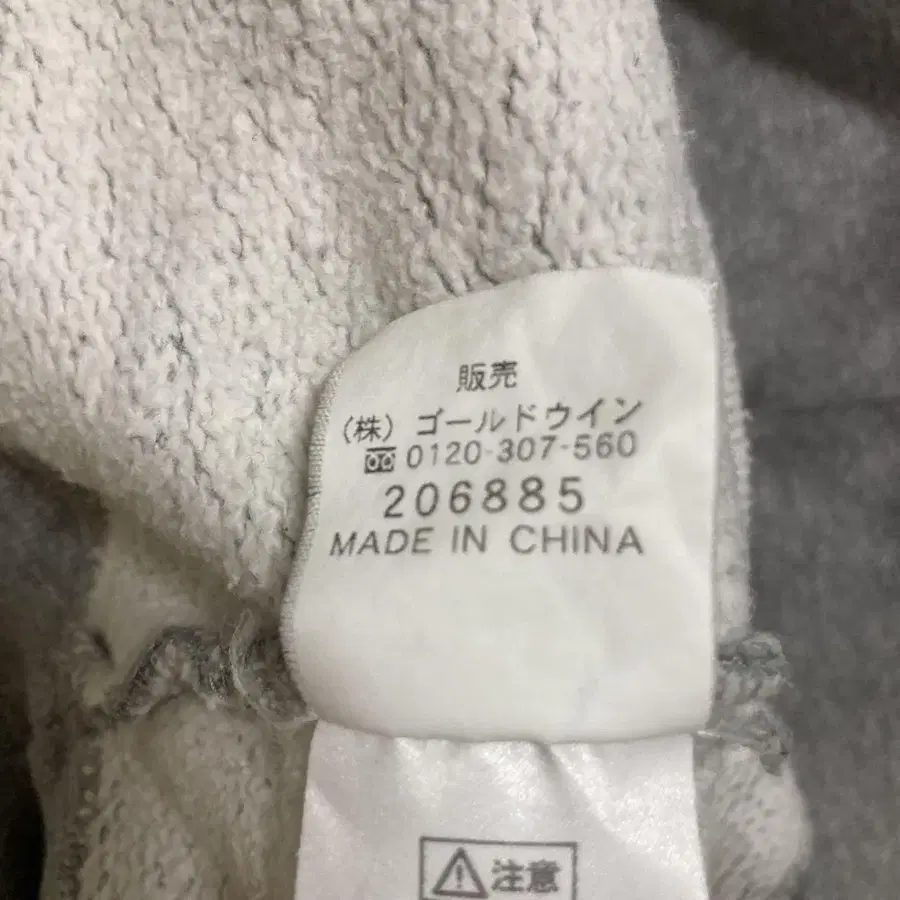 販売
(株) ゴールドウイン
0120-307-560
206885
MADE IN CHINA
注意